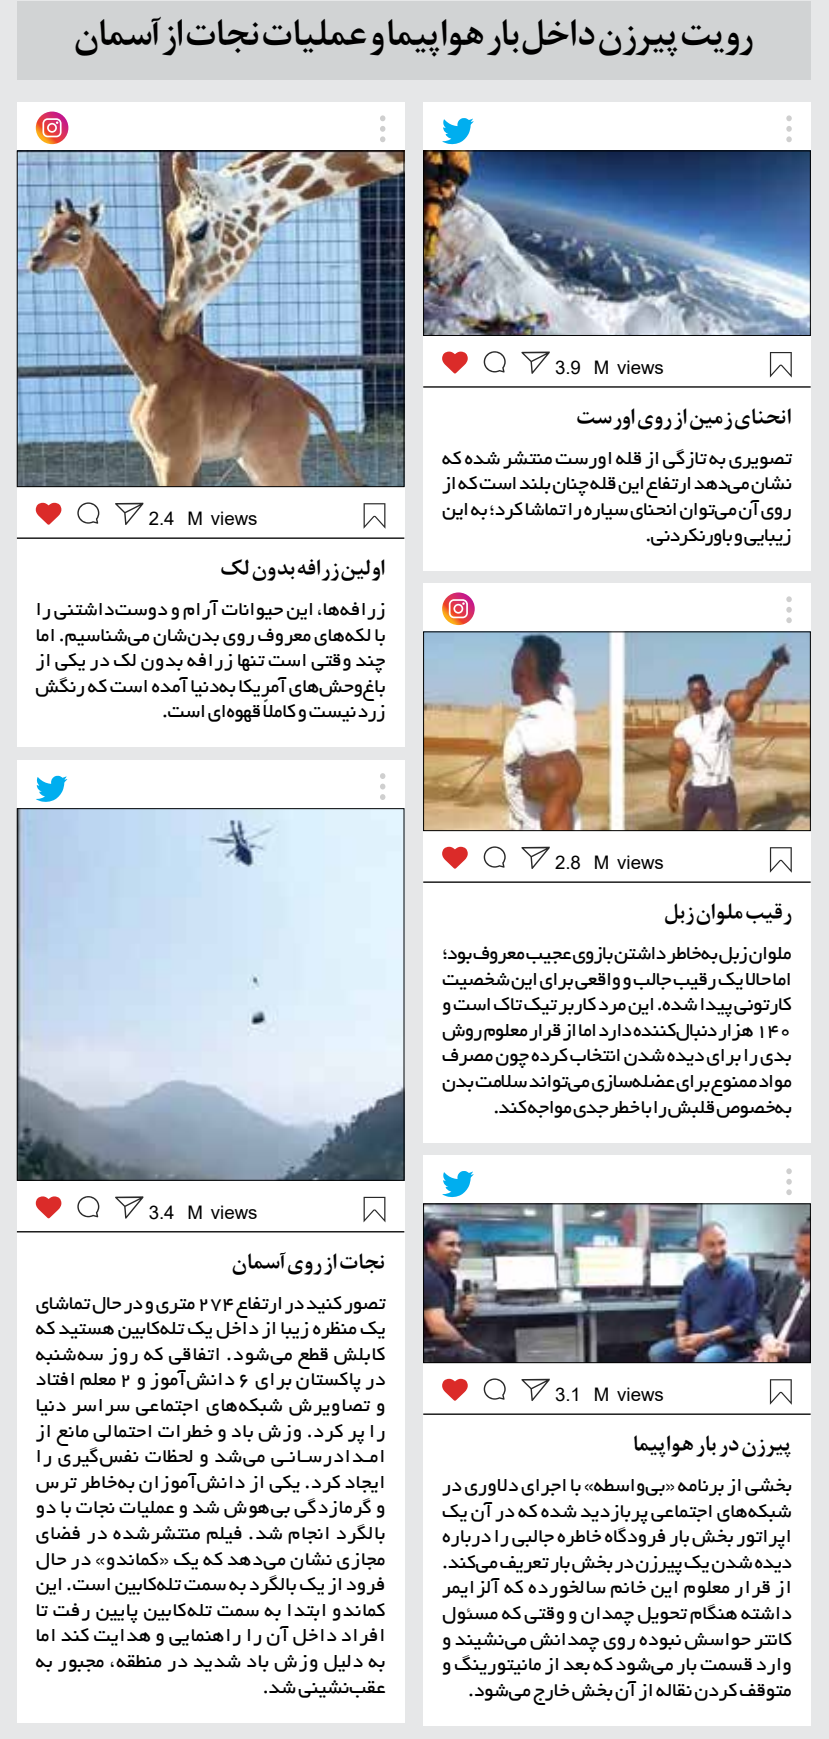 رویت پیرزن داخل بار هواپیما و عملیات نجات از آسمان
3.9 M views
انحنای زمین از روی اورست
تصویری به‌تازگی از قله اورست منتشر شده که
نشان می‌دهد ارتفاع این قله چنان بلند است که از
روی آن می‌توان انحنای سیاره را تماشا کرد؛ به این
زیبایی و باورنکردنی.
2.8 M views
رقیب ملوان زبل
ملوان زبل به‌خاطر داشتن بازوی عجیب معروف بود؛
اما حالا یک رقیب جالب و واقعی برای این شخصیت
کارتونی پیدا شده. این مرد کاربر تیک تاک است و
۱۴۰ هزار دنبال‌کننده دارد اما از قرار معلوم روش
بدی را برای دیده شدن انتخاب کرده چون مصرف
مواد ممنوع برای عضله‌سازی می‌تواند سلامت بدن
به‌خصوص قلبش را با خطر جدی مواجه کند.
3.1 M views
پیرزن در بار هواپیما
بخشی از برنامه «بی‌واسطه» با اجرای دلاوری در
شبکه‌های اجتماعی پربازدید شده که در آن یک
اپراتور بخش بار فرودگاه خاطره جالبی را درباره
دیده شدن یک پیرزن در بخش بار تعریف می‌کند.
از قرار معلوم این خانم سالخورده که آلزایمر
داشته هنگام تحویل چمدان و وقتی که مسئول
کانتر حواسش نبوده روی چمدانش می‌نشیند و
وارد قسمت بار می‌شود که بعد از مانیتورینگ و
متوقف کردن نقاله از آن بخش خارج می‌شود.
2.4 M views
اولین زرافه بدون لک
زرافه‌ها، این حیوانات آرام و دوست‌داشتنی را
با لکه‌های معروف روی بدن‌شان می‌شناسیم. اما
چند وقتی است تنها زرافه بدون لک در یکی از
باغ‌وحش‌های آمریکا به‌دنیا آمده است که رنگش
زرد نیست و کاملاً قهوه‌ای است.
3.4 M views
نجات از روی آسمان
تصور کنید در ارتفاع ۲۷۴ متری و در حال تماشای
یک منظره زیبا از داخل یک تله‌کابین هستید که
کابلش قطع می‌شود. اتفاقی که روز سه‌شنبه
در پاکستان برای ۶ دانش‌آموز و ۲ معلم افتاد
و تصاویرش شبکه‌های اجتماعی سراسر دنیا
را پر کرد. وزش باد و خطرات احتمالی مانع از
امدادرسانی می‌شد و لحظات نفس‌گیری را
ایجاد کرد. یکی از دانش‌آموزان به‌خاطر ترس
و گرمازدگی بی‌هوش شد و عملیات نجات با دو
بالگرد انجام شد. فیلم منتشرشده در فضای
مجازی نشان می‌دهد که یک «کماندو» در حال
فرود از یک بالگرد به سمت تله‌کابین است. این
کماندو ابتدا به سمت تله‌کابین پایین رفت تا
افراد داخل آن را راهنمایی و هدایت کند اما
به دلیل وزش باد شدید در منطقه، مجبور به
عقب‌نشینی شد.